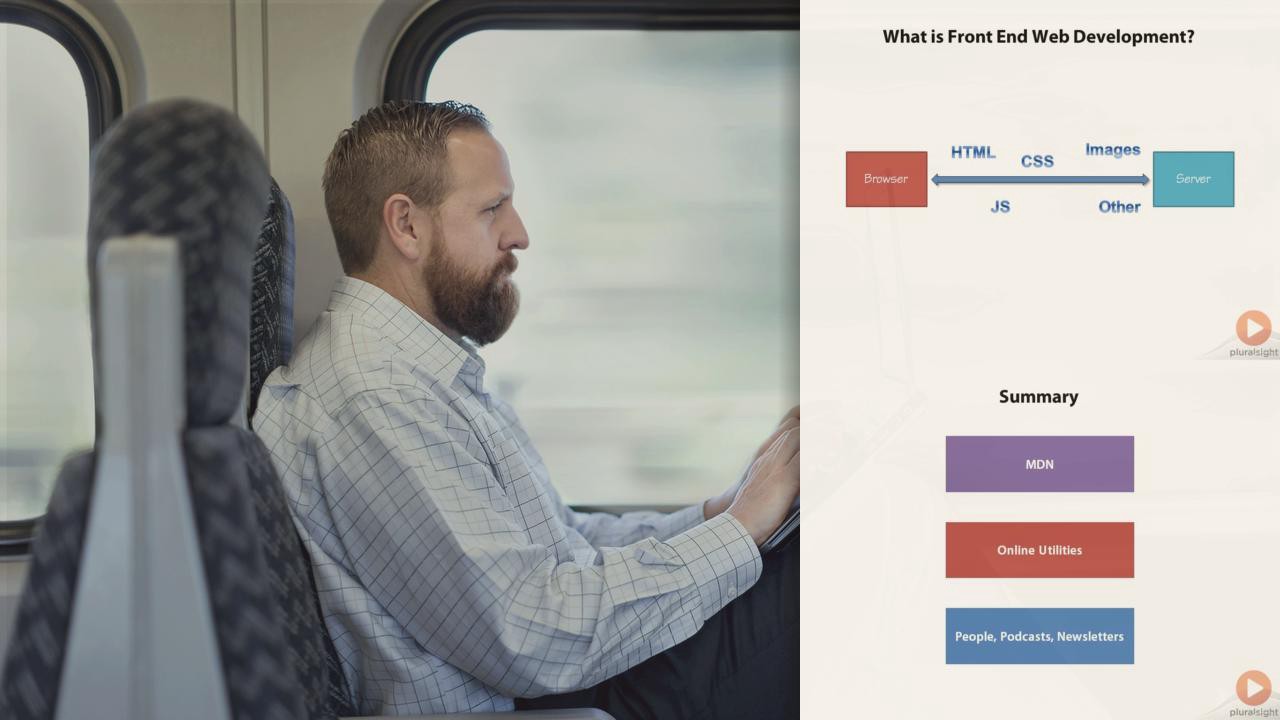 What is Front End Web Development?
HTML
CSS
Images
Browser
Server
JS
Other
pluralsight
Summary
MDN
Online Utilities
People, Podcasts, Newsletters
pluralsight